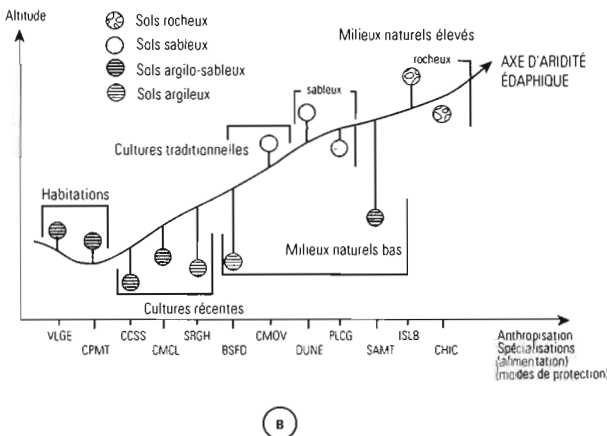 Altitude
Sols rocheux
Sols sableux
Sols argilo-sableux
Sols argileux
Milieux naturels élevés
rocheux
AXE D'ARIDITÉ
ÉDAPHIQUE
sableux
Cultures traditionnelles
Habitations
Milieux naturels bas
Cultures récentes
VLGE
CPMT
CCSS
CMCL
SRGH
BSFD
CMOV
DUNE
PLCG
SAMT
ISLB
CHIC
Anthropisation
Spécialisations
(alimentation)
(modes de protection)
B